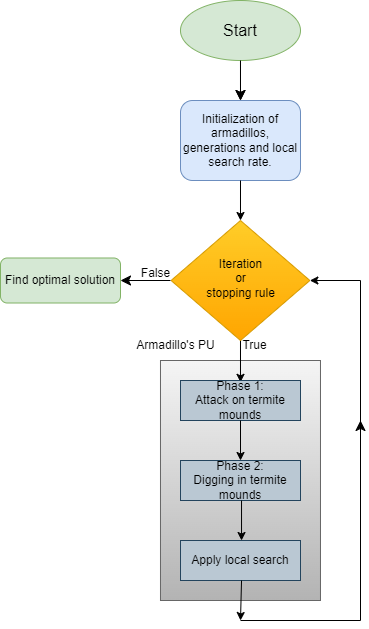 Start
Initialization of
armadillos,
generations and local
search rate.
Iteration
or
stopping rule
False
Find optimal solution
Armadillo's PU
True
Phase 1:
Attack on termite
mounds
Phase 2:
Digging in termite
mounds
Apply local search